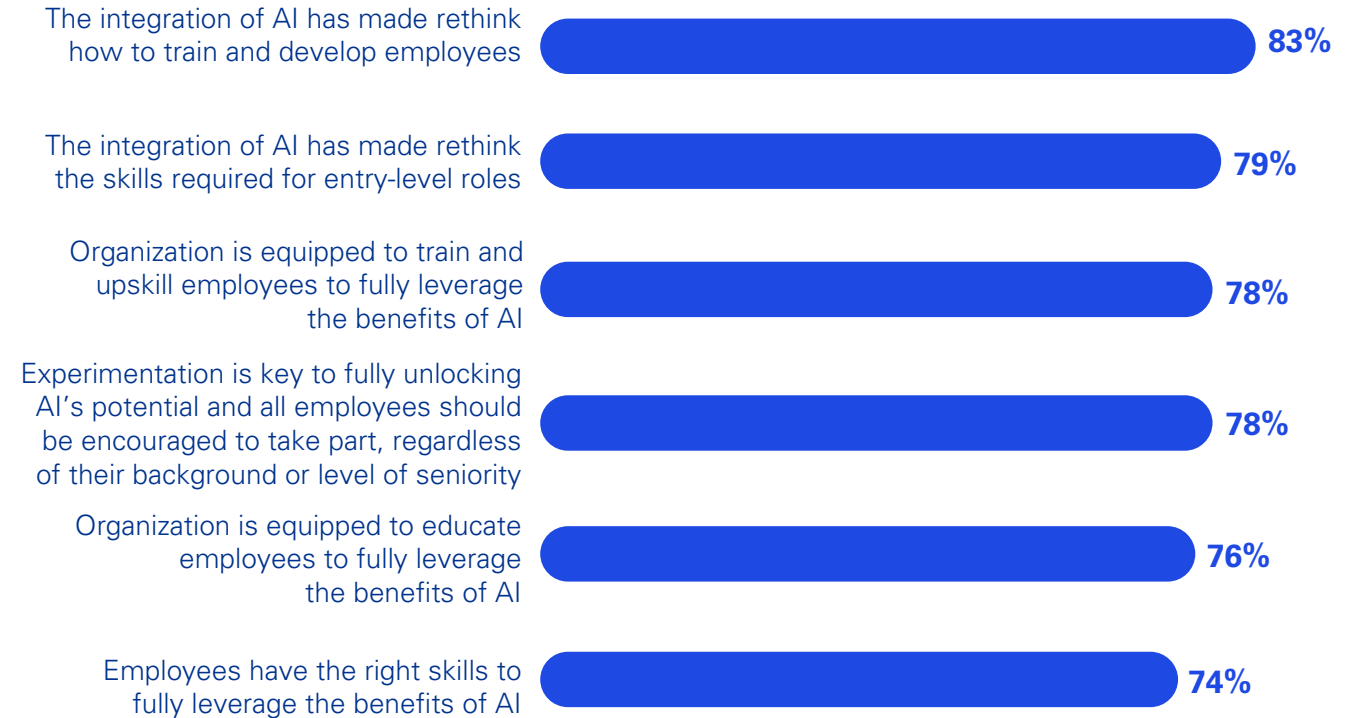 The integration of AI has made rethink
how to train and develop employees
83%
The integration of AI has made rethink
the skills required for entry-level roles
79%
Organization is equipped to train and
upskill employees to fully leverage
the benefits of AI
78%
Experimentation is key to fully unlocking
AI’s potential and all employees should
be encouraged to take part, regardless
of their background or level of seniority
78%
Organization is equipped to educate
employees to fully leverage
the benefits of AI
76%
Employees have the right skills to
fully leverage the benefits of AI
74%